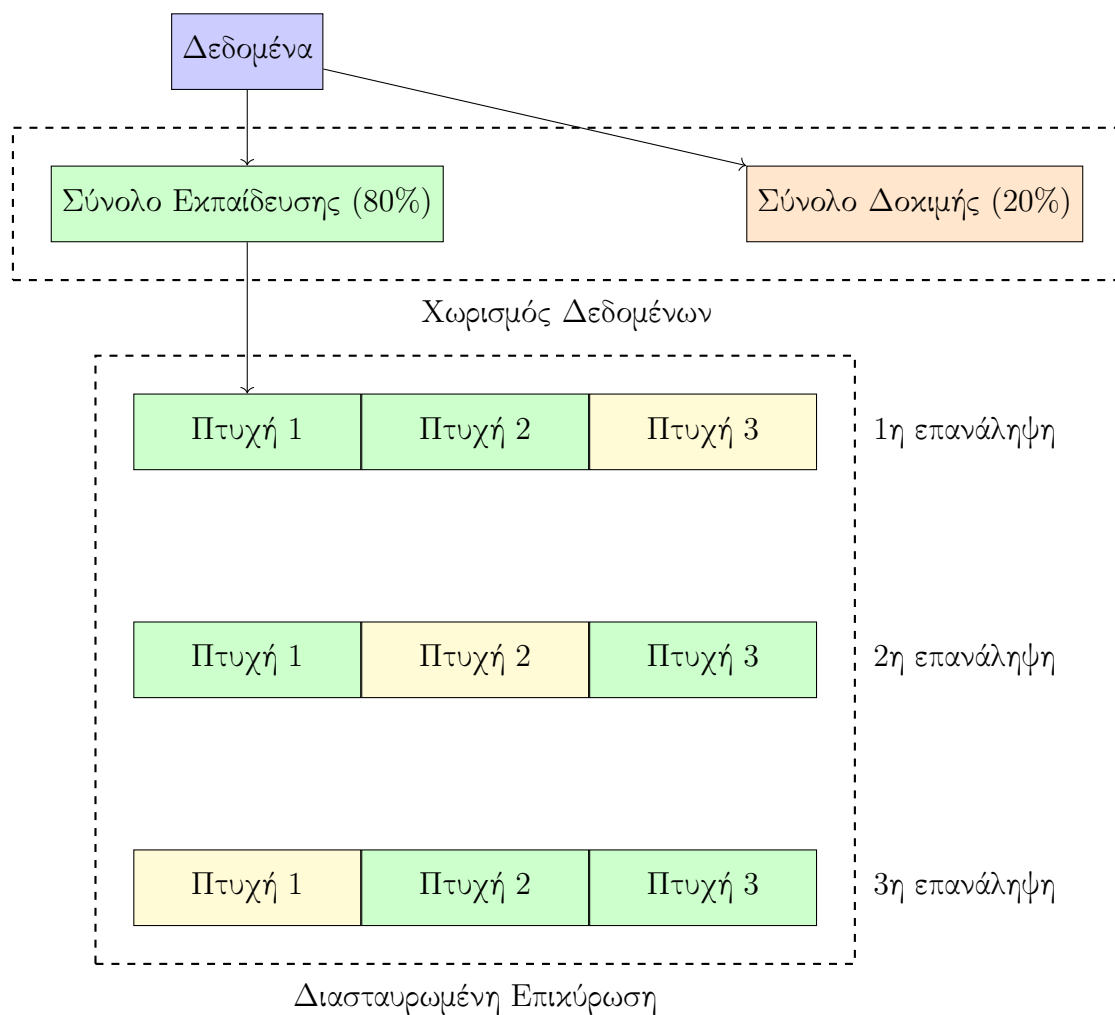 Δεδομένα
Σύνολο Εκπαίδευσης (80%)
Σύνολο Δοκιμής (20%)
Χωρισμός Δεδομένων
Πτυχή 1 Πτυχή 2 Πτυχή 3 1η επανάληψη
Πτυχή 1 Πτυχή 2 Πτυχή 3 2η επανάληψη
Πτυχή 1 Πτυχή 2 Πτυχή 3 3η επανάληψη
Διασταυρωμένη Επικύρωση